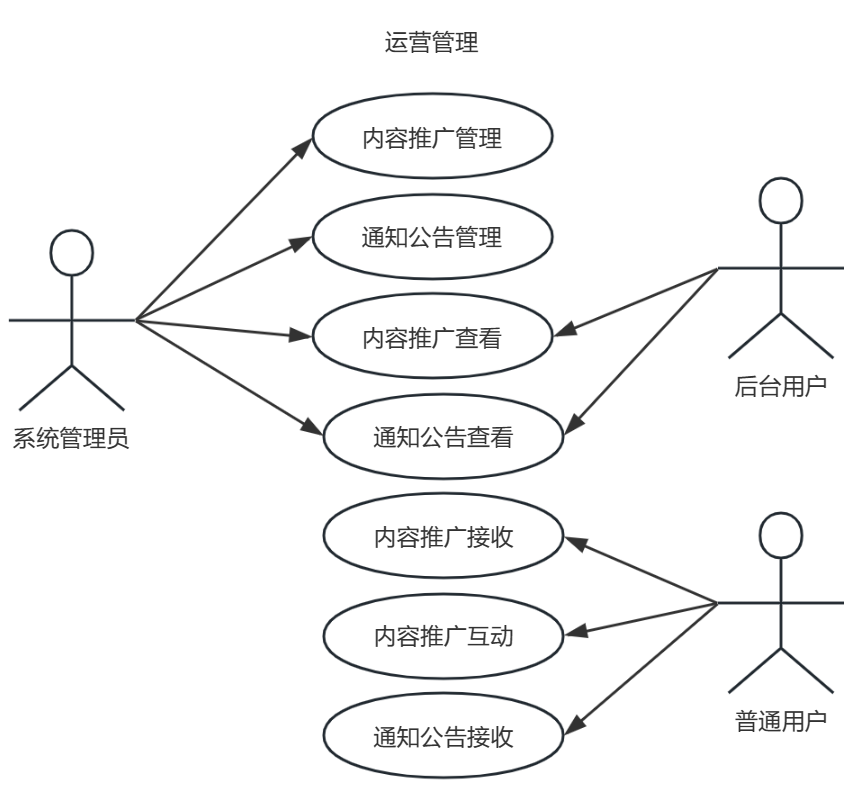 运营管理
内容推广管理
通知公告管理
内容推广查看
后台用户
通知公告查看
系统管理员
内容推广接收
内容推广互动
普通用户
通知公告接收